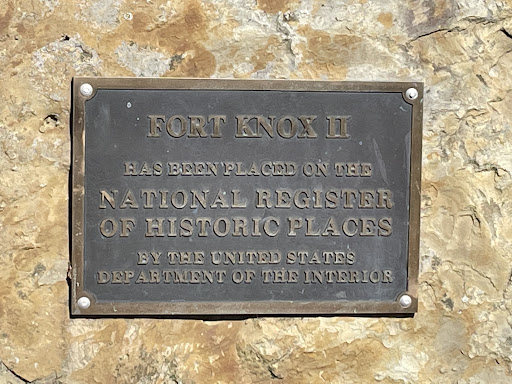 FORT KNOX II
HAS BEEN PLACED ON THE
NATIONAL REGISTER
OF HISTORIC PLACES
BY THE UNITED STATES
DEPARTMENT OF THE INTERIOR